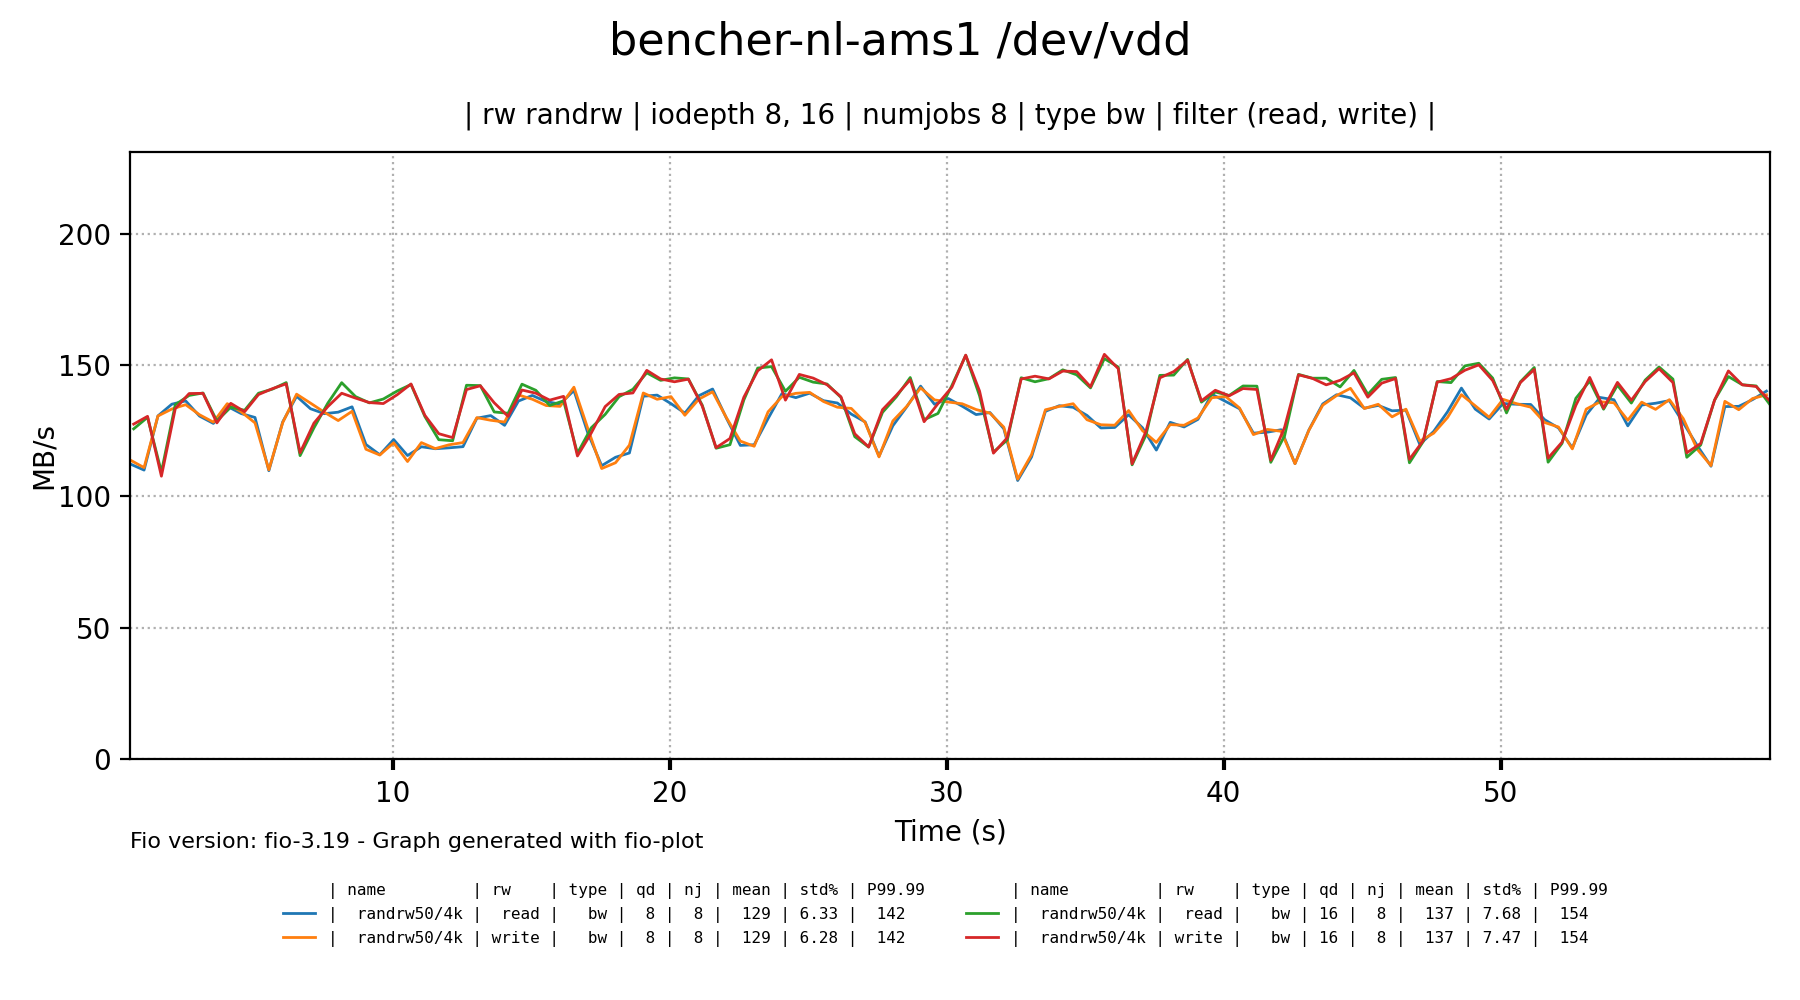 bencher-nl-ams1 /dev/vdd
| rw randrw | iodepth 8, 16 | numjobs 8 | type bw | filter (read, write) |
MB/s
200
150
100
50
0
10 20 30 40 50
Time (s)
Fio version: fio-3.19 - Graph generated with fio-plot
| name | rw | type | qd | nj | mean | std% | P99.99 | name | rw | type | qd | nj | mean | std% | P99.99
| randrw50/4k | read | bw | 8 | 8 | 129 | 6.33 | 142 | randrw50/4k | read | bw | 16 | 8 | 137 | 7.68 | 154
| randrw50/4k | write | bw | 8 | 8 | 129 | 6.28 | 142 | randrw50/4k | write | bw | 16 | 8 | 137 | 7.47 | 154